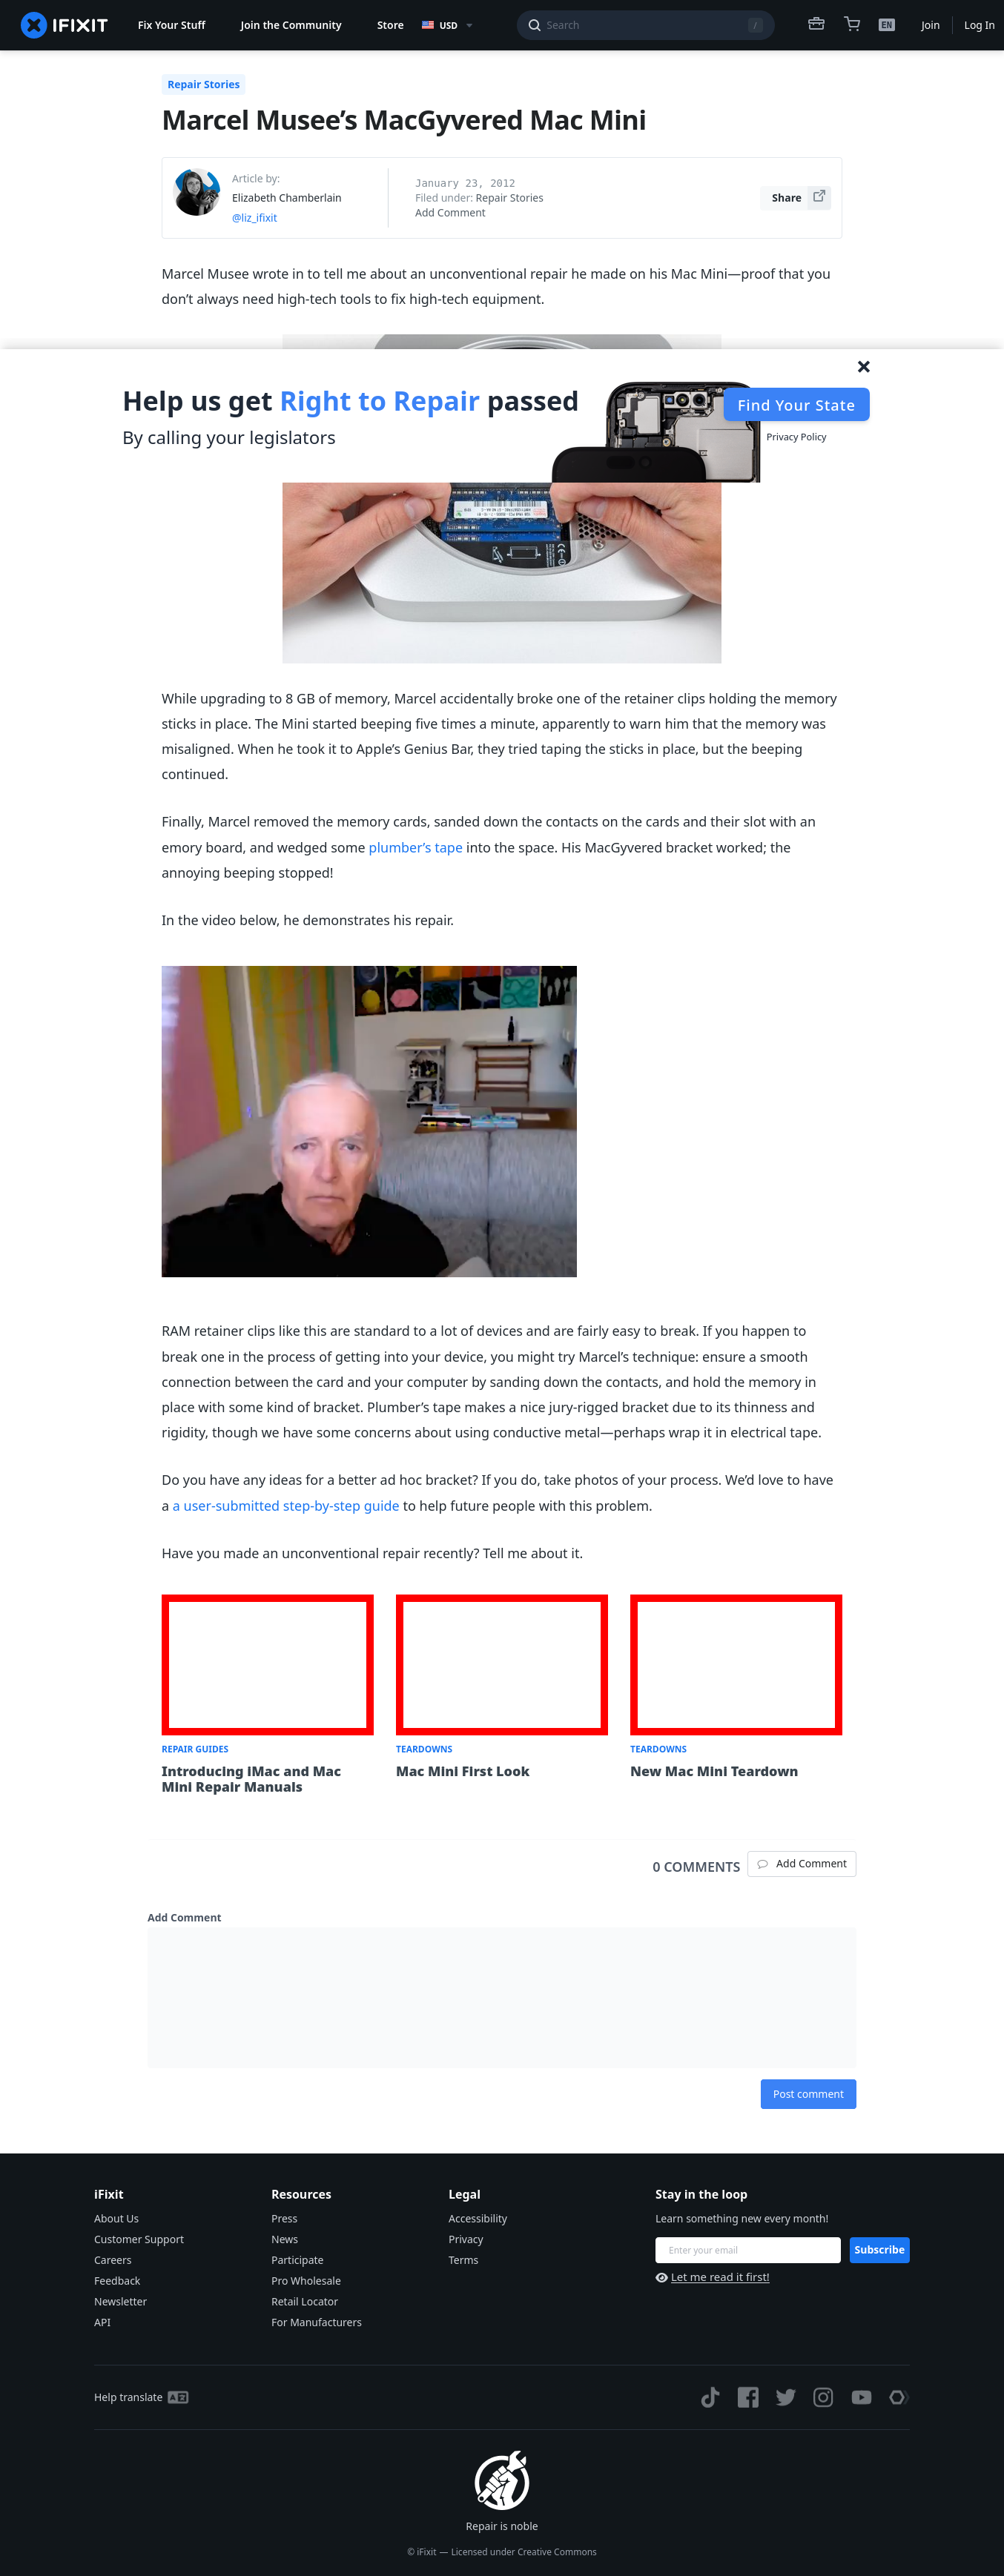 IFIXIT
Fix Your Stuff
Join the Community
Store
USD
Search
/
EN
Join
Log In
Repair Stories
Marcel Musee’s MacGyvered Mac Mini
Article by:
Elizabeth Chamberlain
@liz_ifixit
January 23, 2012
Filed under: Repair Stories
Add Comment
Share
Marcel Musee wrote in to tell me about an unconventional repair he made on his Mac Mini—proof that you
don’t always need high-tech tools to fix high-tech equipment.
Help us get Right to Repair passed
By calling your legislators
Find Your State
Privacy Policy
While upgrading to 8 GB of memory, Marcel accidentally broke one of the retainer clips holding the memory
sticks in place. The Mini started beeping five times a minute, apparently to warn him that the memory was
misaligned. When he took it to Apple’s Genius Bar, they tried taping the sticks in place, but the beeping
continued.
Finally, Marcel removed the memory cards, sanded down the contacts on the cards and their slot with an
emory board, and wedged some plumber’s tape into the space. His MacGyvered bracket worked; the
annoying beeping stopped!
In the video below, he demonstrates his repair.
RAM retainer clips like this are standard to a lot of devices and are fairly easy to break. If you happen to
break one in the process of getting into your device, you might try Marcel’s technique: ensure a smooth
connection between the card and your computer by sanding down the contacts, and hold the memory in
place with some kind of bracket. Plumber’s tape makes a nice jury-rigged bracket due to its thinness and
rigidity, though we have some concerns about using conductive metal—perhaps wrap it in electrical tape.
Do you have any ideas for a better ad hoc bracket? If you do, take photos of your process. We’d love to have
a a user-submitted step-by-step guide to help future people with this problem.
Have you made an unconventional repair recently? Tell me about it.
REPAIR GUIDES
Introducing iMac and Mac
Mini Repair Manuals
TEARDOWNS
Mac Mini First Look
TEARDOWNS
New Mac Mini Teardown
0 COMMENTS
Add Comment
Add Comment
Post comment
iFixit
About Us
Customer Support
Careers
Feedback
Newsletter
API
Resources
Press
News
Participate
Pro Wholesale
Retail Locator
For Manufacturers
Legal
Accessibility
Privacy
Terms
Stay in the loop
Learn something new every month!
Enter your email
Subscribe
Let me read it first!
Help translate
Repair is noble
© iFixit — Licensed under Creative Commons